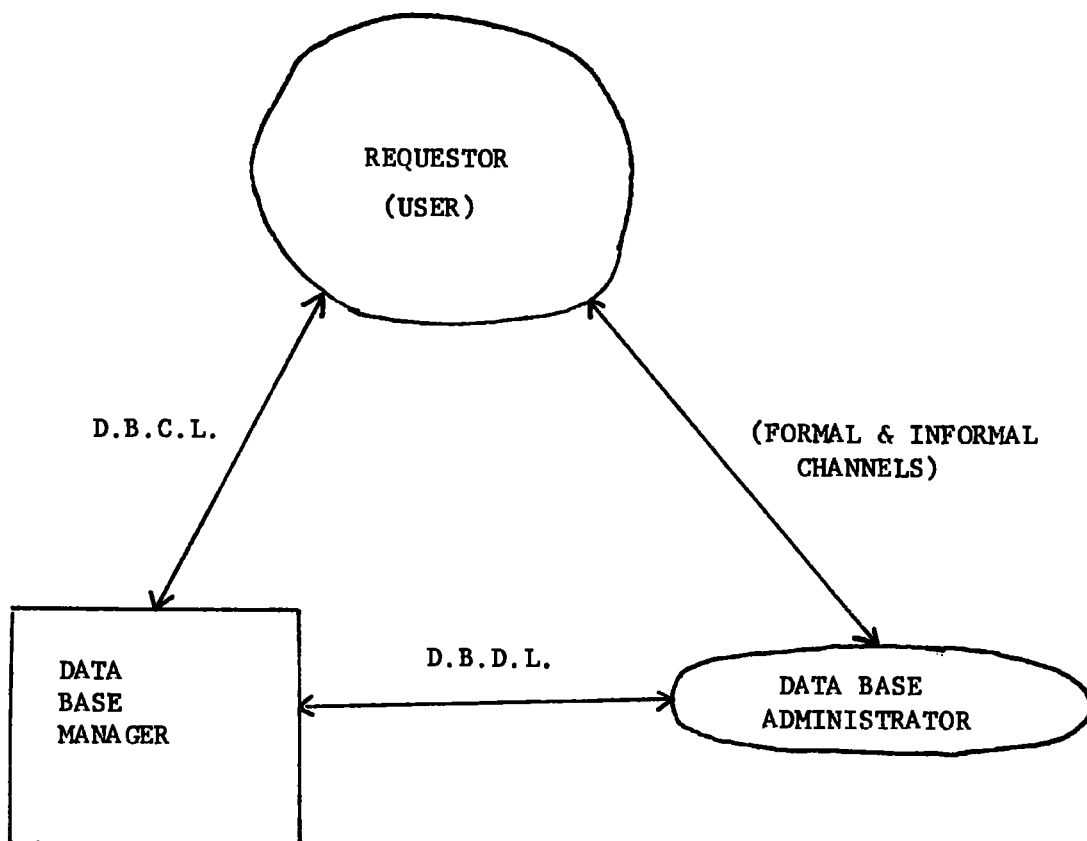 REQUESTOR
(USER)
D.B.C.L.
(FORMAL & INFORMAL
CHANNELS)
D.B.D.L.
DATA
BASE
MANAGER
DATA BASE
ADMINISTRATOR